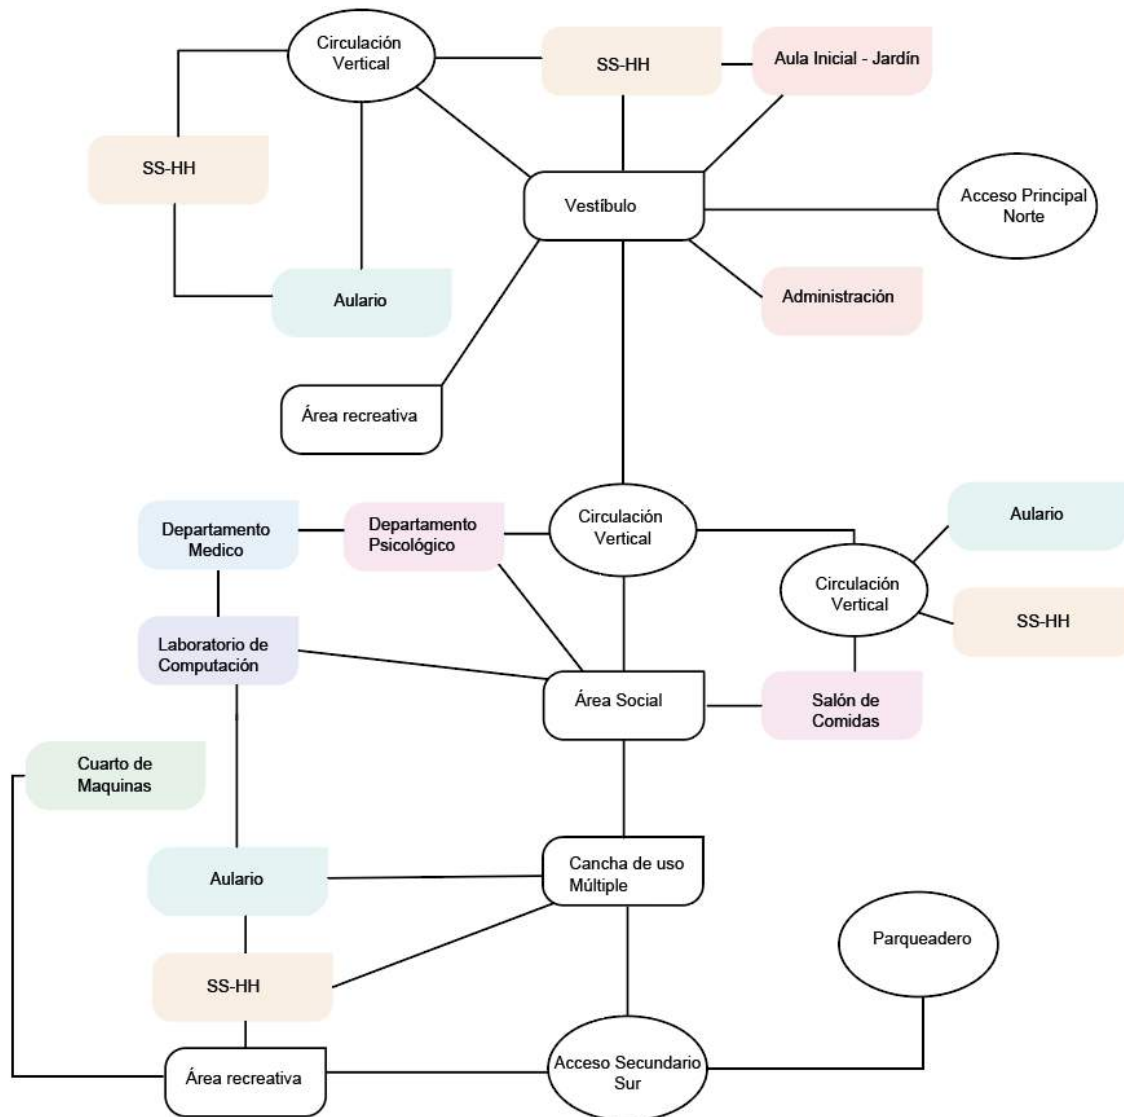 Circulación
Vertical
SS-HH
Aula Inicial - Jardín
SS-HH
Vestíbulo
Acceso Principal
Norte
Aulario
Administración
Área recreativa
Departamento
Medico
Departamento
Psicológico
Circulación
Vertical
Aulario
Circulación
Vertical
SS-HH
Laboratorio de
Computación
Área Social
Salón de
Comidas
Cuarto de
Maquinas
Aulario
Cancha de uso
Múltiple
Parqueadero
SS-HH
Área recreativa
Acceso Secundario
Sur